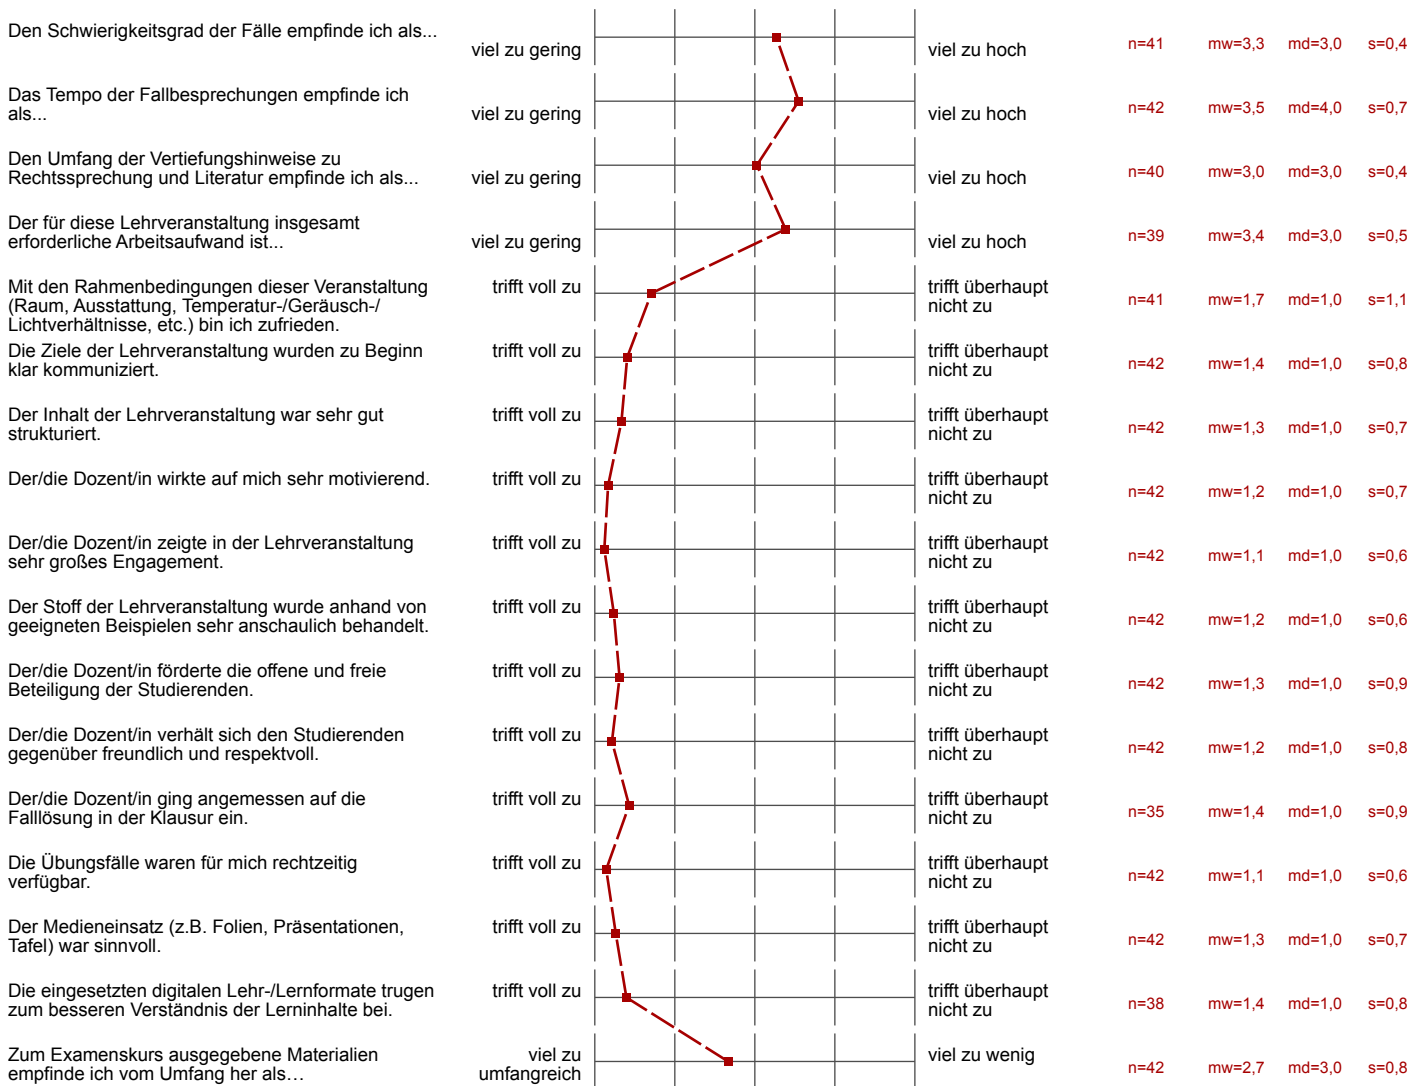 Den Schwierigkeitsgrad der Fälle empfinde ich als...
viel zu gering
viel zu hoch
n=41 mw=3,3 md=3,0 s=0,4
Das Tempo der Fallbesprechungen empfinde ich
als...
viel zu gering
viel zu hoch
n=42 mw=3,5 md=4,0 s=0,7
Den Umfang der Vertiefungshinweise zu
Rechtssprechung und Literatur empfinde ich als...
viel zu gering
viel zu hoch
n=40 mw=3,0 md=3,0 s=0,4
Der für diese Lehrveranstaltung insgesamt
erforderliche Arbeitsaufwand ist...
viel zu gering
viel zu hoch
n=39 mw=3,4 md=3,0 s=0,5
Mit den Rahmenbedingungen dieser Veranstaltung
(Raum, Ausstattung, Temperatur-/Geräusch-/
Lichtverhältnisse, etc.) bin ich zufrieden.
trifft voll zu
trifft überhaupt
nicht zu
n=41 mw=1,7 md=1,0 s=1,1
Die Ziele der Lehrveranstaltung wurden zu Beginn
klar kommuniziert.
trifft voll zu
trifft überhaupt
nicht zu
n=42 mw=1,4 md=1,0 s=0,8
Der Inhalt der Lehrveranstaltung war sehr gut
strukturiert.
trifft voll zu
trifft überhaupt
nicht zu
n=42 mw=1,3 md=1,0 s=0,7
Der/die Dozent/in wirkte auf mich sehr motivierend.
trifft voll zu
trifft überhaupt
nicht zu
n=42 mw=1,2 md=1,0 s=0,7
Der/die Dozent/in zeigte in der Lehrveranstaltung
sehr großes Engagement.
trifft voll zu
trifft überhaupt
nicht zu
n=42 mw=1,1 md=1,0 s=0,6
Der Stoff der Lehrveranstaltung wurde anhand von
geeigneten Beispielen sehr anschaulich behandelt.
trifft voll zu
trifft überhaupt
nicht zu
n=42 mw=1,2 md=1,0 s=0,6
Der/die Dozent/in förderte die offene und freie
Beteiligung der Studierenden.
trifft voll zu
trifft überhaupt
nicht zu
n=42 mw=1,3 md=1,0 s=0,9
Der/die Dozent/in verhält sich den Studierenden
gegenüber freundlich und respektvoll.
trifft voll zu
trifft überhaupt
nicht zu
n=42 mw=1,2 md=1,0 s=0,8
Der/die Dozent/in ging angemessen auf die
Falllösung in der Klausur ein.
trifft voll zu
trifft überhaupt
nicht zu
n=35 mw=1,4 md=1,0 s=0,9
Die Übungsfälle waren für mich rechtzeitig
verfügbar.
trifft voll zu
trifft überhaupt
nicht zu
n=42 mw=1,1 md=1,0 s=0,6
Der Medieneinsatz (z.B. Folien, Präsentationen,
Tafel) war sinnvoll.
trifft voll zu
trifft überhaupt
nicht zu
n=42 mw=1,3 md=1,0 s=0,7
Die eingesetzten digitalen Lehr-/Lernformate trugen
zum besseren Verständnis der Lerninhalte bei.
trifft voll zu
trifft überhaupt
nicht zu
n=38 mw=1,4 md=1,0 s=0,8
Zum Examenskurs ausgegebene Materialien
empfinde ich vom Umfang her als…
viel zu
umfangreich
viel zu wenig
n=42 mw=2,7 md=3,0 s=0,8